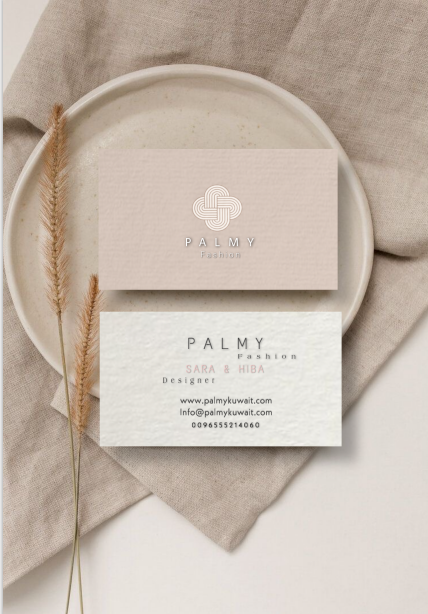 PALMY
Fashion
PALMY
Fashion
SARA & HIBA
Designer
www.palmykuwait.com
Info@palmykuwait.com
0096555214060